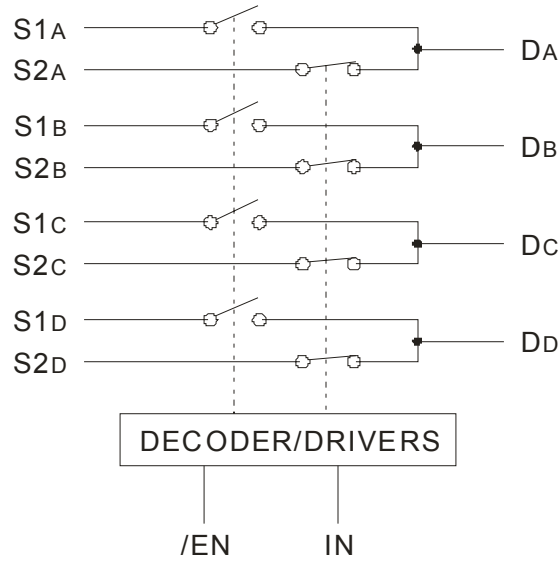 S1A
DA
S2A
S1B
DB
S2B
S1C
DC
S2C
S1D
DD
S2D
DECODER/DRIVERS
/EN IN